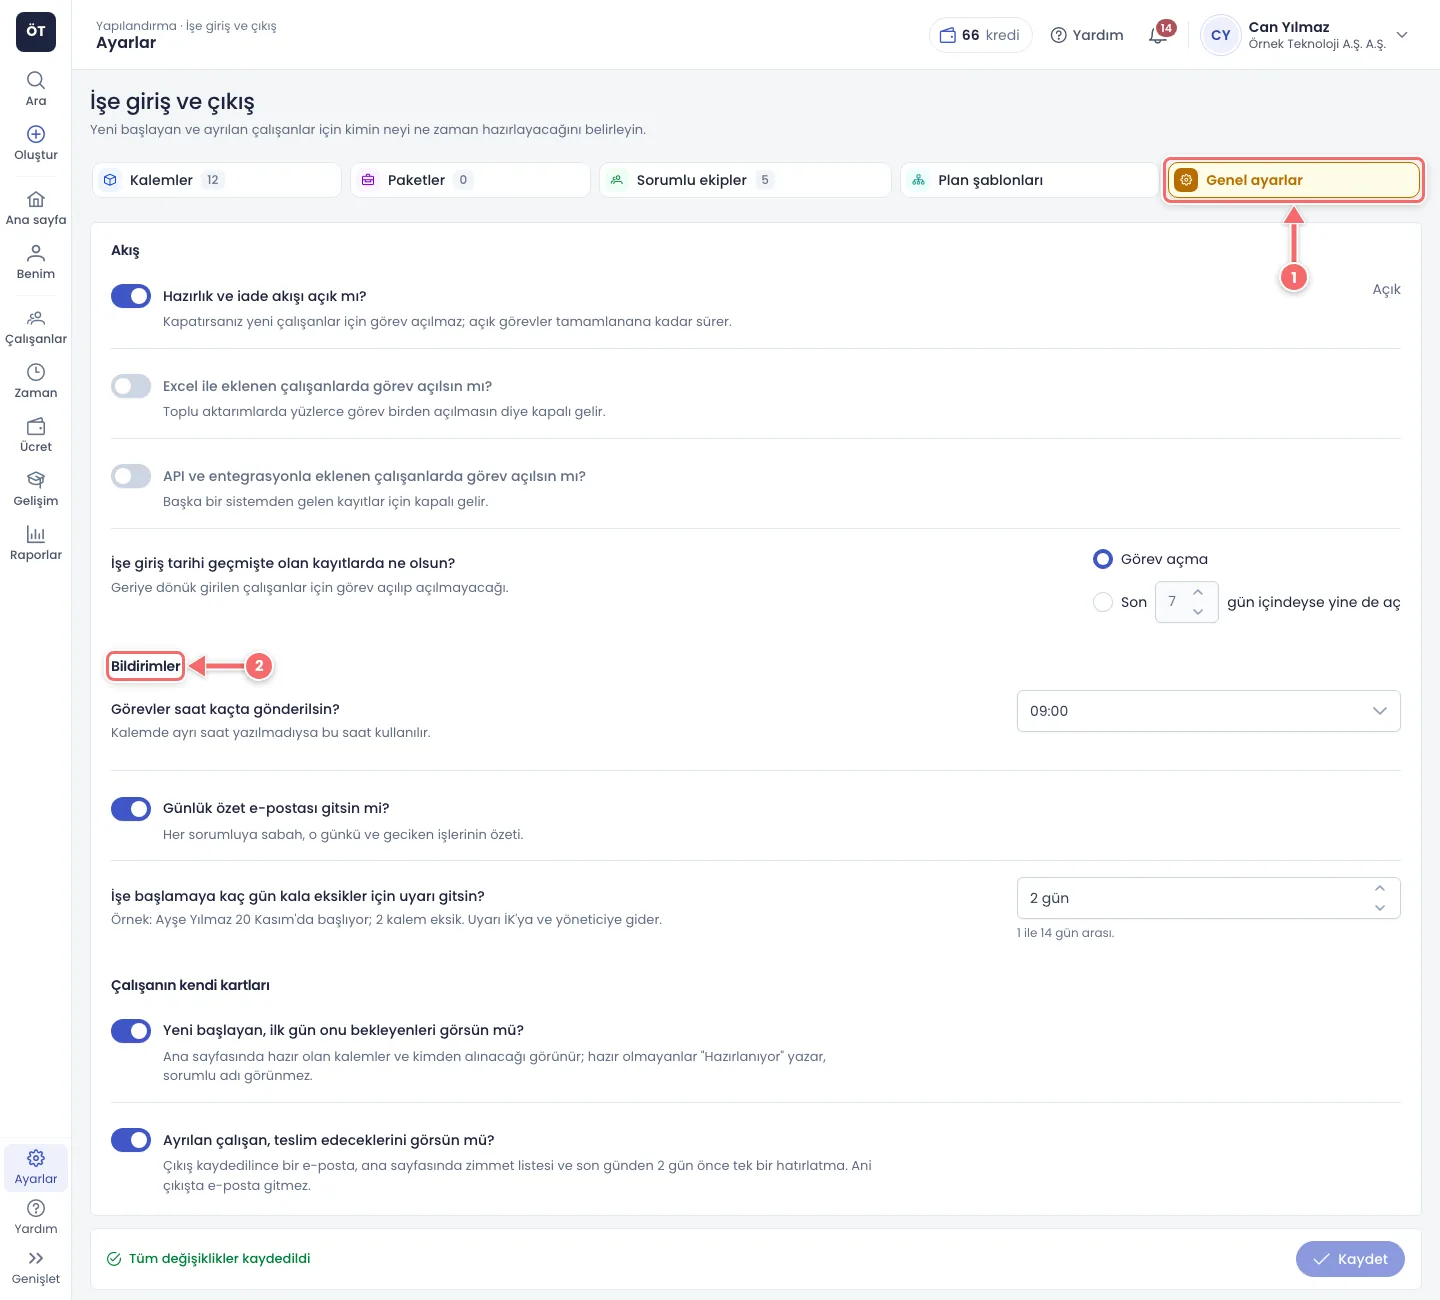 ÖT
Ara
Oluştur
Ana sayfa
Benim
Çalışanlar
Zaman
Ücret
Gelişim
Raporlar
Ayarlar
Yardım
Genişlet
Yapılandırma · İşe giriş ve çıkış
Ayarlar
66 kredi
Yardım
14
CY
Can Yılmaz
Örnek Teknoloji A.Ş. A.Ş.
İşe giriş ve çıkış
Yeni başlayan ve ayrılan çalışanlar için kimin neyi ne zaman hazırlayacağını belirleyin.
Kalemler 12
Paketler 0
Sorumlu ekipler 5
Plan şablonları
Genel ayarlar
1
Akış
Hazırlık ve iade akışı açık mı?
Açık
Kapatırsanız yeni çalışanlar için görev açılmaz; açık görevler tamamlanana kadar sürer.
Excel ile eklenen çalışanlarda görev açılsın mı?
Toplu aktarımlarda yüzlerce görev birden açılmasın diye kapalı gelir.
API ve entegrasyonla eklenen çalışanlarda görev açılsın mı?
Başka bir sistemden gelen kayıtlar için kapalı gelir.
İşe giriş tarihi geçmişte olan kayıtlarda ne olsun?
Geriye dönük girilen çalışanlar için görev açılıp açılmayacağı.
Görev açma
Son 7 gün içindeyse yine de aç
Bildirimler
2
Görevler saat kaçta gönderilsin?
Kalemde ayrı saat yazılmadıysa bu saat kullanılır.
09:00
Günlük özet e-postası gitsin mi?
Her sorumluya sabah, o günkü ve geciken işlerinin özeti.
İşe başlamaya kaç gün kala eksikler için uyarı gitsin?
Örnek: Ayşe Yılmaz 20 Kasım'da başlıyor; 2 kalem eksik. Uyarı İK'ya ve yöneticiye gider.
2 gün
1 ile 14 gün arası.
Çalışanın kendi kartları
Yeni başlayan, ilk gün onu bekleyenleri görsün mü?
Ana sayfasında hazır olan kalemler ve kimden alınacağı görünür; hazır olmayanlar "Hazırlanıyor" yazar,
sorumlu adı görünmez.
Ayrılan çalışan, teslim edeceklerini görsün mü?
Çıkış kaydedilince bir e-posta, ana sayfasında zimmet listesi ve son günden 2 gün önce tek bir hatırlatma. Ani
çıkışta e-posta gitmez.
Tüm değişiklikler kaydedildi
Kaydet